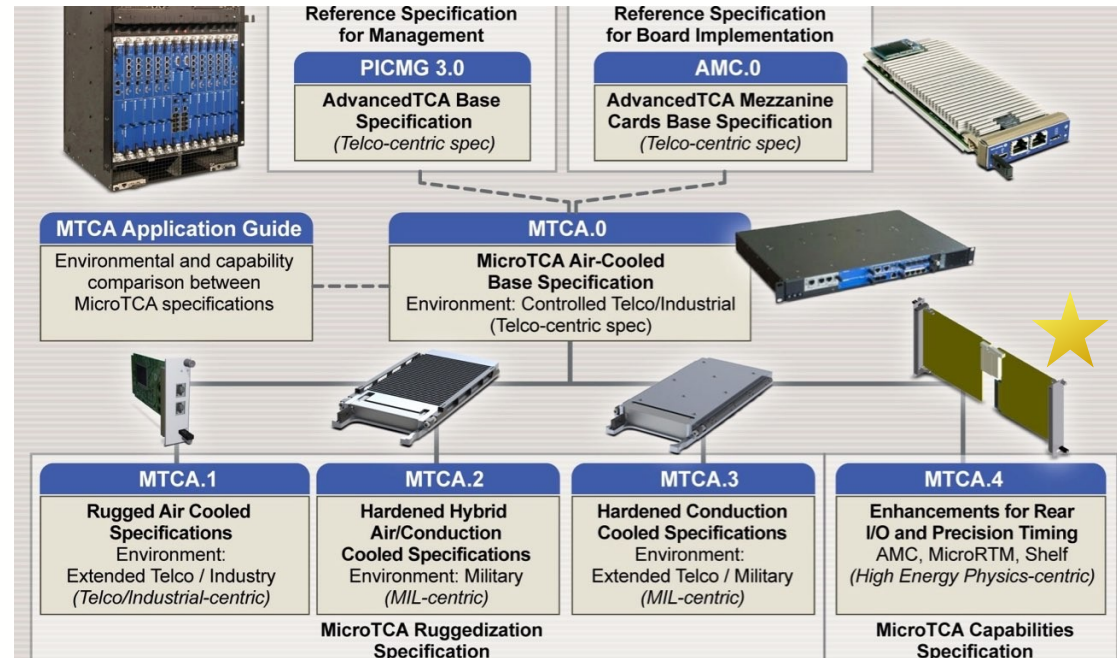 Reference Specification
for Management
PICMG 3.0
AdvancedTCA Base
Specification
(Telco-centric spec)
Reference Specification
for Board Implementation
AMC.0
AdvancedTCA Mezzanine
Cards Base Specification
(Telco-centric spec)
MTCA Application Guide
Environmental and capability
comparison between
MicroTCA specifications
MTCA.0
MicroTCA Air-Cooled
Base Specification
Environment: Controlled Telco/Industrial
(Telco-centric spec)
MTCA.1
Rugged Air Cooled
Specifications
Environment:
Extended Telco / Industry
(Telco/Industrial-centric)
MTCA.2
Hardened Hybrid
Air/Conduction
Cooled Specifications
Environment: Military
(MIL-centric)
MTCA.3
Hardened Conduction
Cooled Specifications
Environment:
Extended Telco / Military
(MIL-centric)
MTCA.4
Enhancements for Rear
I/O and Precision Timing
AMC, MicroRTM, Shelf
(High Energy Physics-centric)
MicroTCA Ruggedization
Specification
MicroTCA Capabilities
Specification